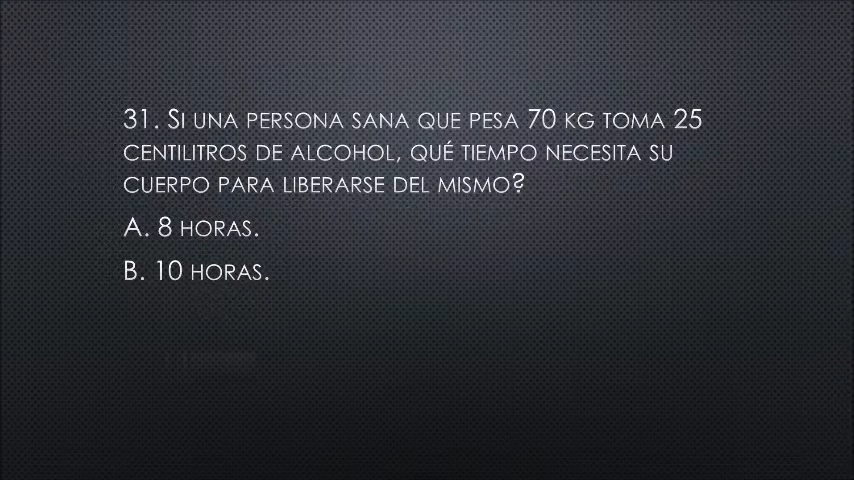 31. Si una persona sana que pesa 70 kg toma 25
centilitros de alcohol, qué tiempo necesita su
cuerpo para liberarse del mismo?
A. 8 horas.
B. 10 horas.